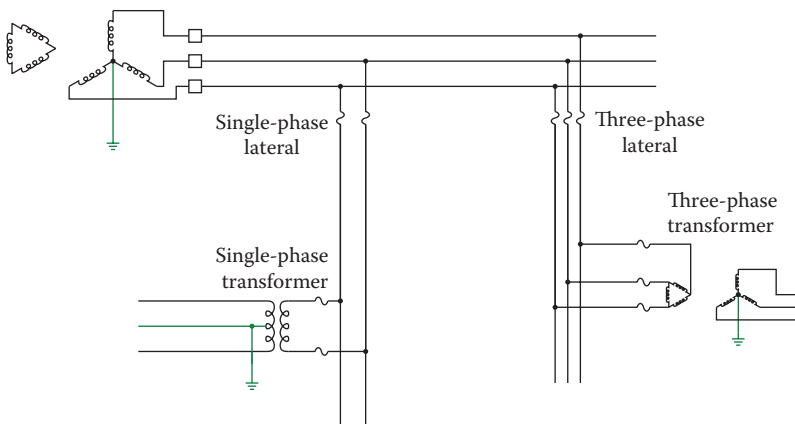 Single-phase
lateral
Three-phase
lateral
Three-phase
transformer
Single-phase
transformer